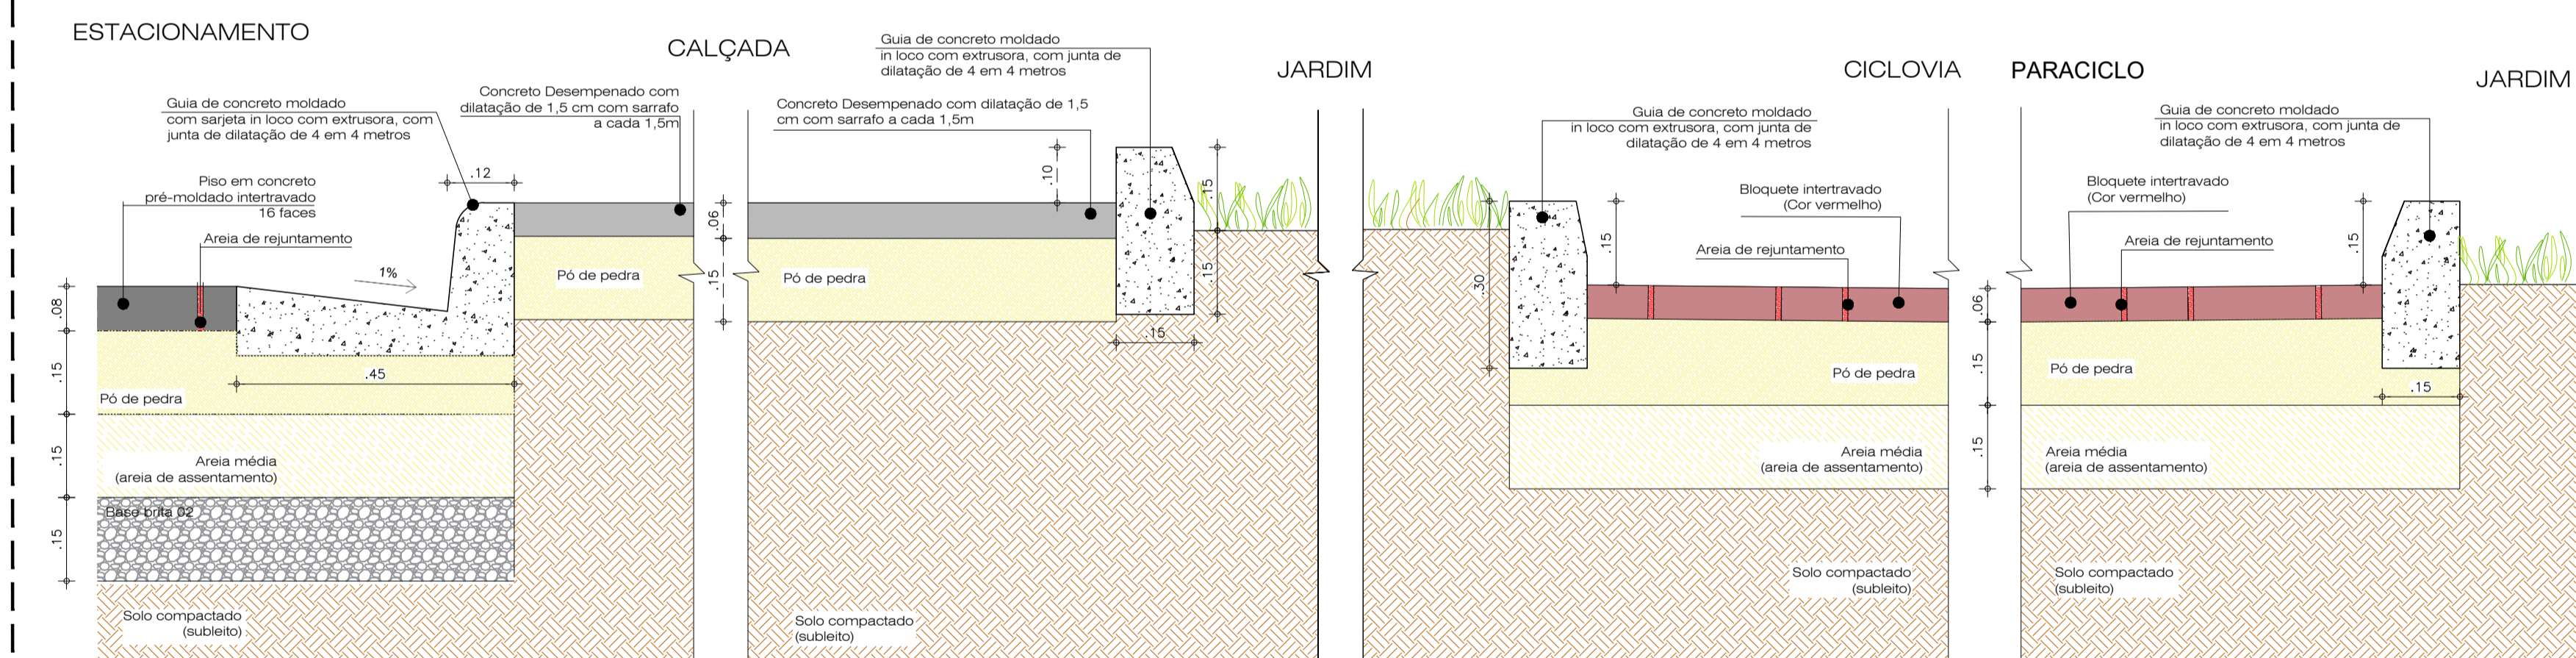 ESTACIONAMENTO
Guia de concreto moldado
com sarjeta in loco com extrusora, com
junta de dilatação de 4 em 4 metros
Piso em concreto
pré-moldado intertravado
16 faces
Areia de rejuntamento
1%
.12
.08
.15
.15
.15
.45
Pó de pedra
Areia média
(areia de assentamento)
Base brita 02
Solo compactado
(subleito)
CALÇADA
Concreto Desempenado com
dilatação de 1,5 cm com sarrafo
a cada 1,5m
Pó de pedra
.06
.15
Guia de concreto moldado
in loco com extrusora, com junta de
dilatação de 4 em 4 metros
Concreto Desempenado com dilatação de 1,5
cm com sarrafo a cada 1,5m
.10
.15
.15
.15
Pó de pedra
Solo compactado
(subleito)
JARDIM
CICLOVIA
Guia de concreto moldado
in loco com extrusora, com junta de
dilatação de 4 em 4 metros
Bloquete intertravado
(Cor vermelho)
Areia de rejuntamento
.15
.30
Pó de pedra
Areia média
(areia de assentamento)
Solo compactado
(subleito)
PARACICLO
Guia de concreto moldado
in loco com extrusora, com junta de
dilatação de 4 em 4 metros
Bloquete intertravado
(Cor vermelho)
Areia de rejuntamento
.15
.06
.15
.15
.15
Pó de pedra
Areia média
(areia de assentamento)
Solo compactado
(subleito)
JARDIM